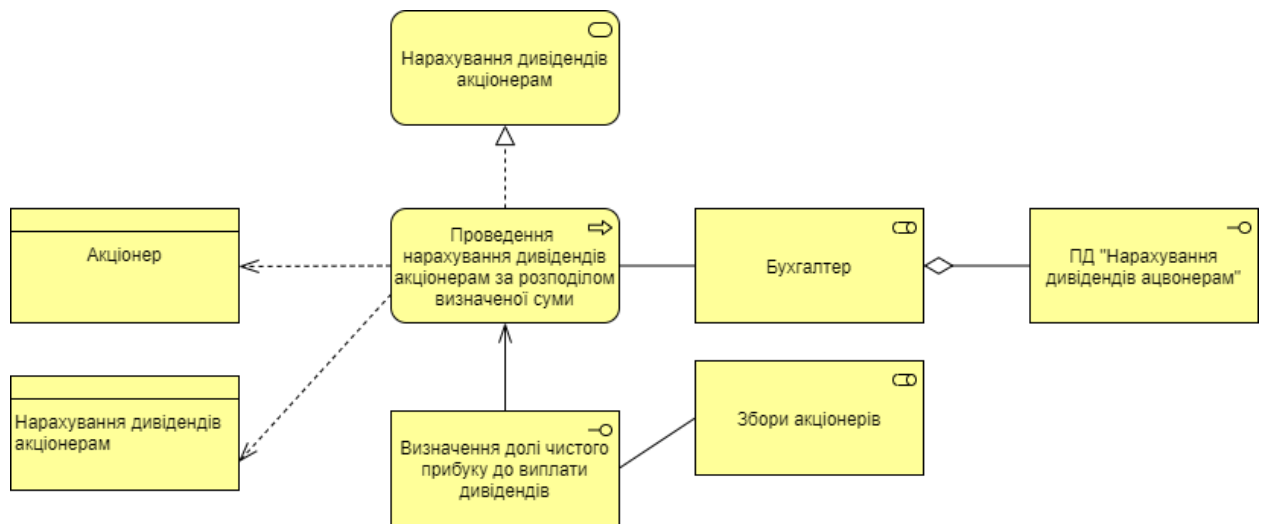 Нарахування дивідендів
акціонерам
Акціонер
Проведення
нарахування дивідендів
акціонерам за розподілом
визначеної суми
Бухгалтер
ПД "Нарахування
дивідендів ацвонерам"
Нарахування дивідендів
акціонерам
Визначення долі чистого
прибуку до виплати
дивідендів
Збори акціонерів